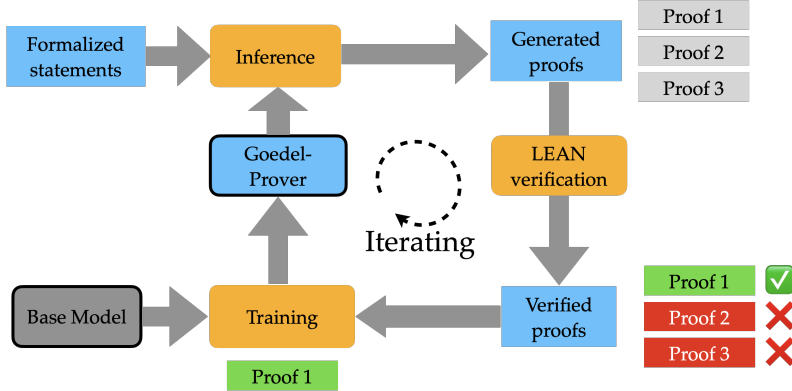 Formalized
statements
Inference
Generated
proofs
Proof 1
Proof 2
Proof 3
Goedel-
Prover
LEAN
verification
Iterating
Base Model
Training
Verified
proofs
Proof 1
Proof 2
Proof 3
Proof 1